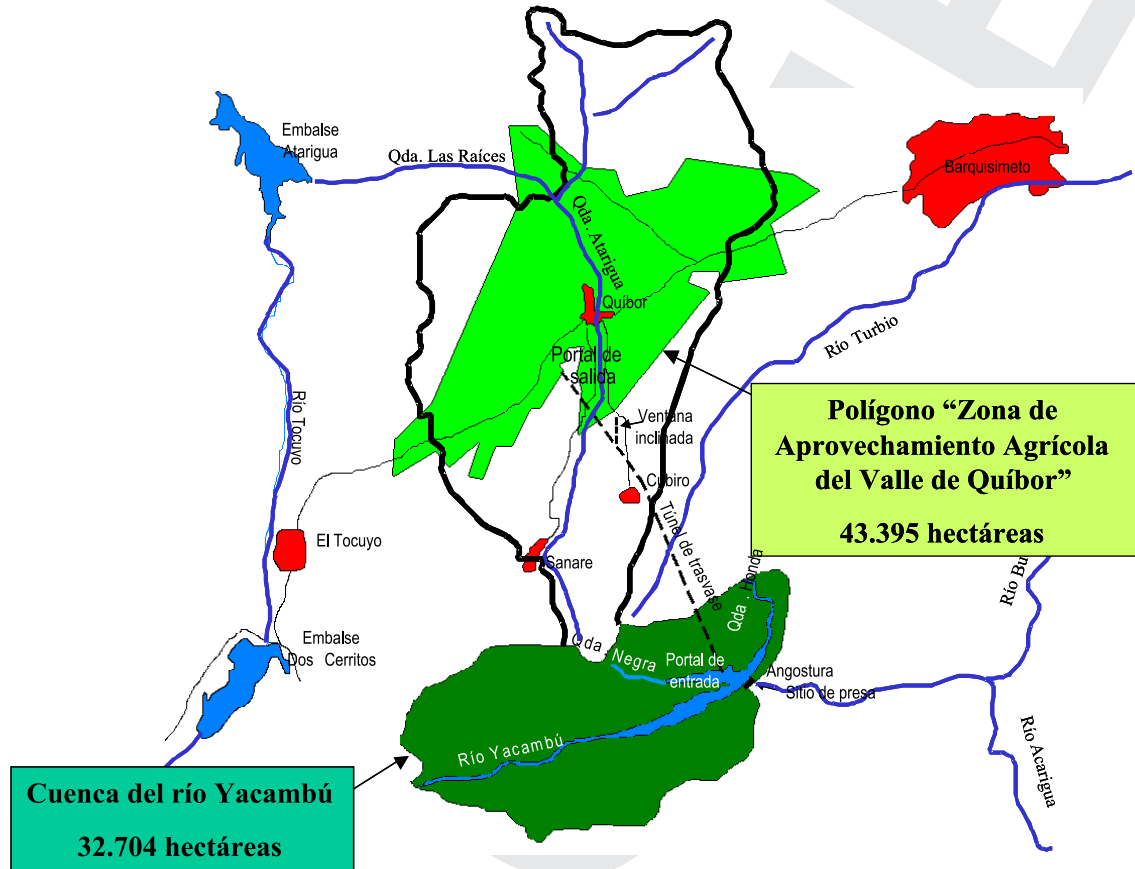 Embalse
Atarigua
Qda. Las Raíces
Barquisimeto
Qda. Atarigua
Quíbor
Río Turbio
Portal de
salida
Río Tocuyo
Ventana
inclinada
Polígono “Zona de
Aprovechamiento Agrícola
del Valle de Quíbor”
43.395 hectáreas
Cubiro
Túnel de trasvase
El Tocuyo
Sanare
Qda. Honda
Río Bu
Embalse
Dos Cerritos
Qda. Negra
Portal de
entrada
Angostura
Sitio de presa
Río Yacambú
Río Acarigua
Cuenca del río Yacambú
32.704 hectáreas